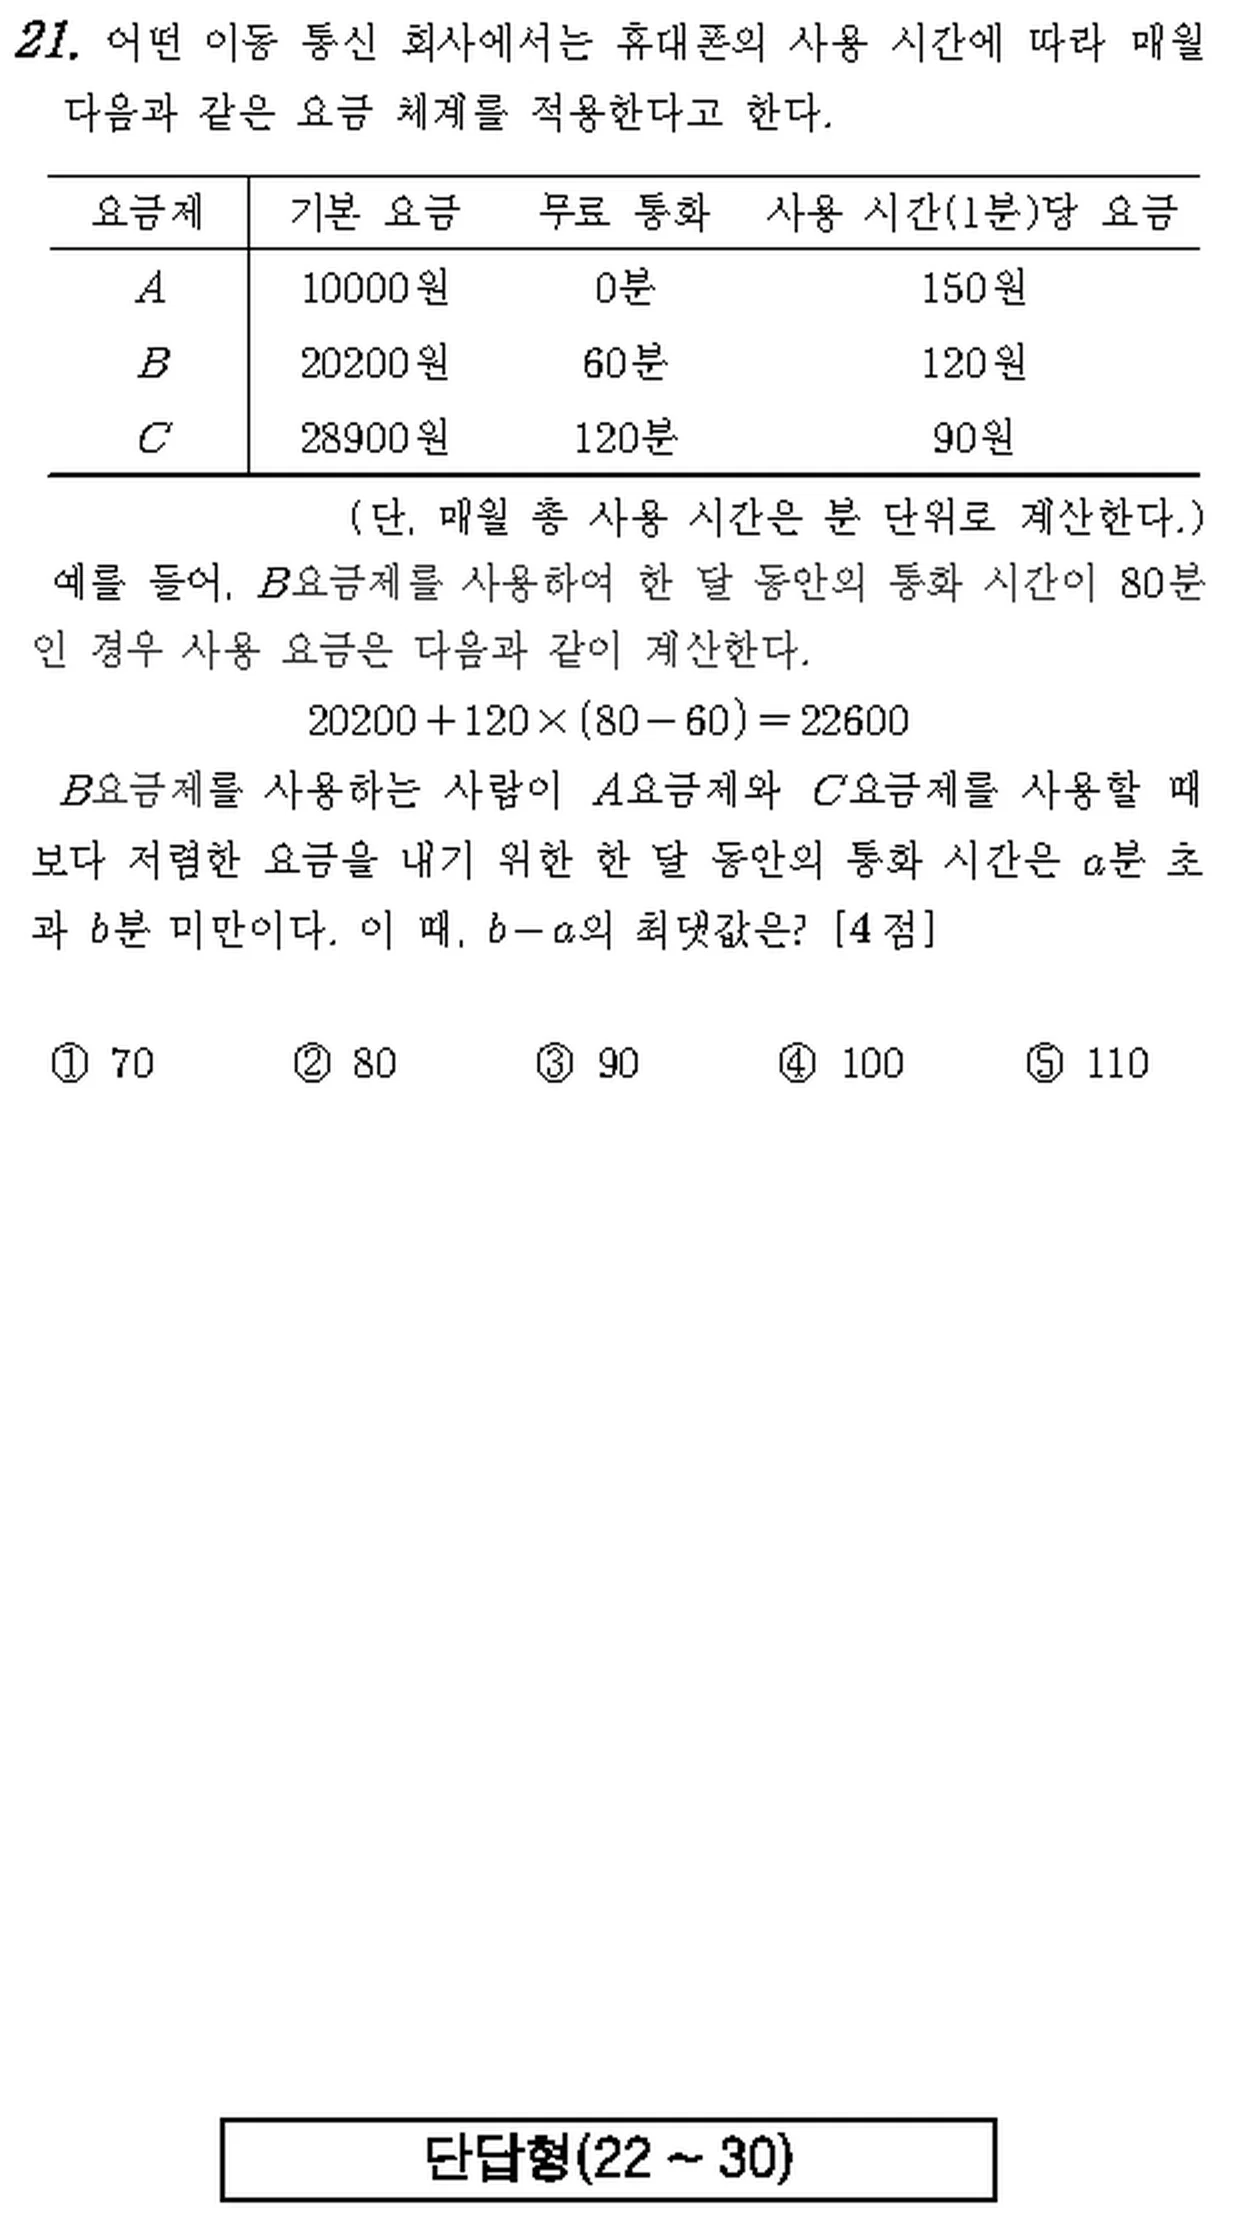 21. 어떤 이동 통신 회사에서는 휴대폰의 사용 시간에 따라 매월
다음과 같은 요금 체계를 적용한다고 한다.
요금제 기본 요금 무료 통화 사용 시간(1분)당 요금
A 10000원 0분 150원
B 20200원 60분 120원
C 28900원 120분 90원
(단, 매월 총 사용 시간은 분 단위로 계산한다.)
예를 들어, B요금제를 사용하여 한 달 동안의 통화 시간이 80분
인 경우 사용 요금은 다음과 같이 계산한다.
20200+120×(80-60)=22600
B요금제를 사용하는 사람이 A요금제와 C요금제를 사용할 때
보다 저렴한 요금을 내기 위한 한 달 동안의 통화 시간은 a분 초
과 b분 미만이다. 이 때, b-a의 최댓값은? [4점]
① 70 ② 80 ③ 90 ④ 100 ⑤ 110
단답형(22 ~ 30)